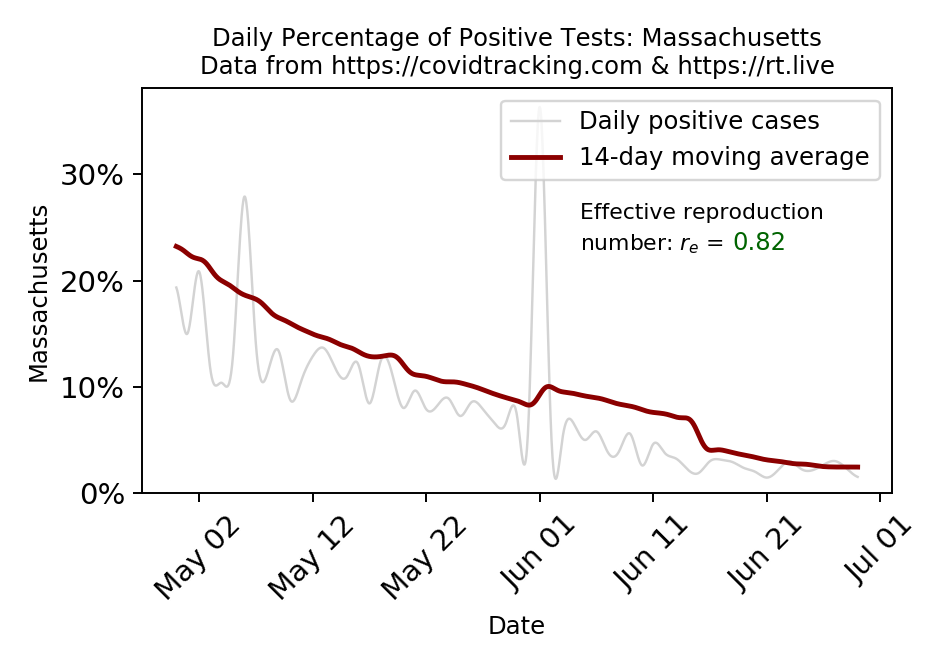 Daily Percentage of Positive Tests: Massachusetts
Data from https://covidtracking.com & https://rt.live
Daily positive cases
14-day moving average
Effective reproduction
number: rₑ = 0.82
30%
20%
10%
0%
Massachusetts
May 02
May 12
May 22
Jun 01
Jun 11
Jun 21
Jul 01
Date